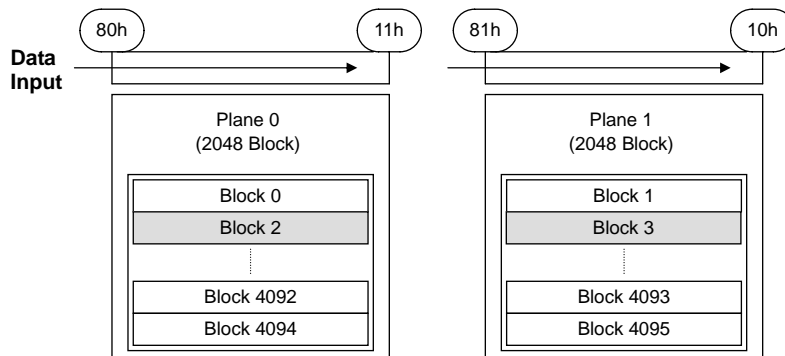 80h
11h
81h
10h
Data
Input
Plane 0
(2048 Block)
Block 0
Block 2
Block 4092
Block 4094
Plane 1
(2048 Block)
Block 1
Block 3
Block 4093
Block 4095